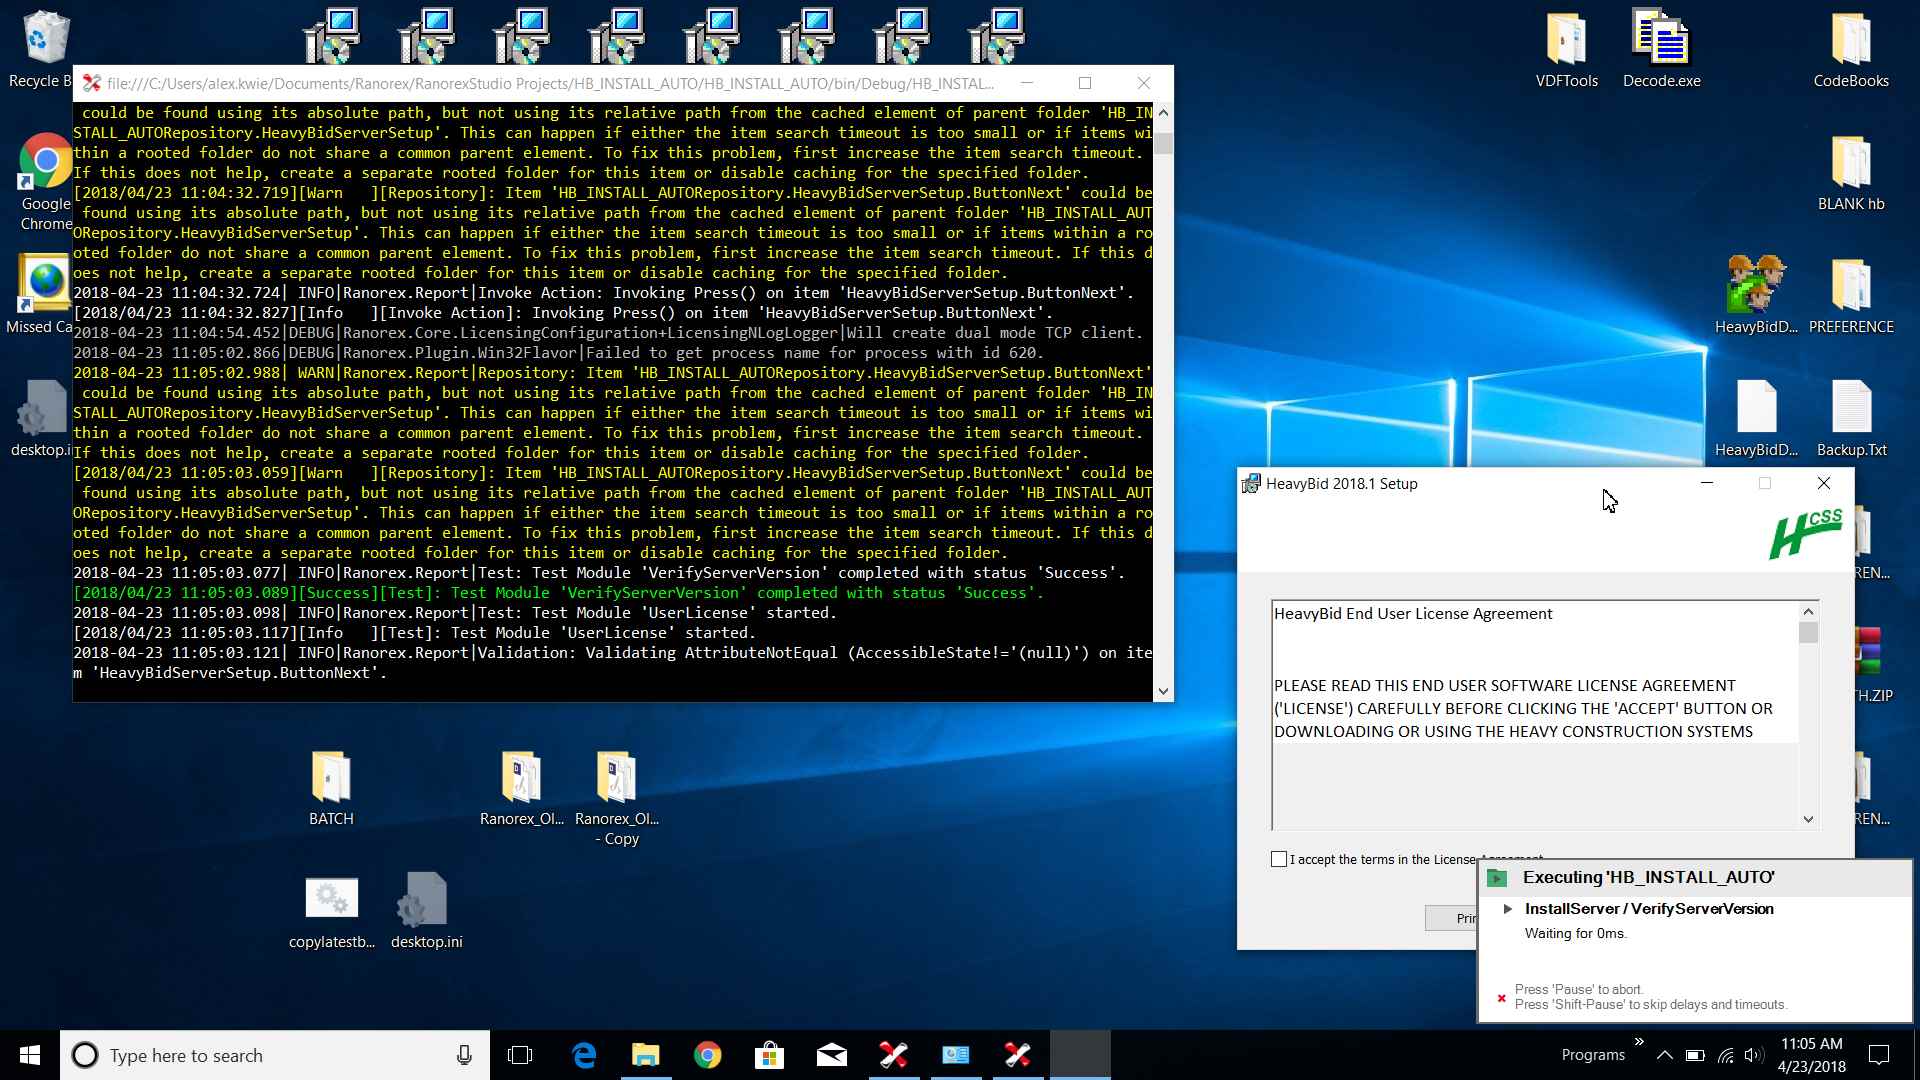 Recycle B
VDFTools
Decode.exe
CodeBooks
file:///C:/Users/alex.kwie/Documents/Ranorex/RanorexStudio Projects/HB_INSTALL_AUTO/HB_INSTALL_AUTO/bin/Debug/HB_INSTAL...
could be found using its absolute path, but not using its relative path from the cached element of parent folder 'HB_IN
STALL_AUTORepository.HeavyBidServerSetup'. This can happen if either the item search timeout is too small or if items wi
thin a rooted folder do not share a common parent element. To fix this problem, first increase the item search timeout.
If this does not help, create a separate rooted folder for this item or disable caching for the specified folder.
[2018/04/23 11:04:32.719][Warn   ][Repository]: Item 'HB_INSTALL_AUTORepository.HeavyBidServerSetup.ButtonNext' could be
found using its absolute path, but not using its relative path from the cached element of parent folder 'HB_INSTALL_AUT
ORepository.HeavyBidServerSetup'. This can happen if either the item search timeout is too small or if items within a ro
oted folder do not share a common parent element. To fix this problem, first increase the item search timeout. If this d
oes not help, create a separate rooted folder for this item or disable caching for the specified folder.
2018-04-23 11:04:32.724| INFO|Ranorex.Report|Invoke Action: Invoking Press() on item 'HeavyBidServerSetup.ButtonNext'.
[2018/04/23 11:04:32.827][Info   ][Invoke Action]: Invoking Press() on item 'HeavyBidServerSetup.ButtonNext'.
2018-04-23 11:04:54.452|DEBUG|Ranorex.Core.LicensingConfiguration+LicensingNLogLogger|Will create dual mode TCP client.
2018-04-23 11:05:02.866|DEBUG|Ranorex.Plugin.Win32Flavor|Failed to get process name for process with id 620.
2018-04-23 11:05:02.988| WARN|Ranorex.Report|Repository: Item 'HB_INSTALL_AUTORepository.HeavyBidServerSetup.ButtonNext'
could be found using its absolute path, but not using its relative path from the cached element of parent folder 'HB_IN
STALL_AUTORepository.HeavyBidServerSetup'. This can happen if either the item search timeout is too small or if items wi
thin a rooted folder do not share a common parent element. To fix this problem, first increase the item search timeout.
If this does not help, create a separate rooted folder for this item or disable caching for the specified folder.
[2018/04/23 11:05:03.059][Warn   ][Repository]: Item 'HB_INSTALL_AUTORepository.HeavyBidServerSetup.ButtonNext' could be
found using its absolute path, but not using its relative path from the cached element of parent folder 'HB_INSTALL_AUT
ORepository.HeavyBidServerSetup'. This can happen if either the item search timeout is too small or if items within a ro
oted folder do not share a common parent element. To fix this problem, first increase the item search timeout. If this d
oes not help, create a separate rooted folder for this item or disable caching for the specified folder.
2018-04-23 11:05:03.077| INFO|Ranorex.Report|Test: Test Module 'VerifyServerVersion' completed with status 'Success'.
[2018/04/23 11:05:03.089][Success][Test]: Test Module 'VerifyServerVersion' completed with status 'Success'.
2018-04-23 11:05:03.098| INFO|Ranorex.Report|Test: Test Module 'UserLicense' started.
[2018/04/23 11:05:03.117][Info   ][Test]: Test Module 'UserLicense' started.
2018-04-23 11:05:03.121| INFO|Ranorex.Report|Validation: Validating AttributeNotEqual (AccessibleState!='(null)') on ite
m 'HeavyBidServerSetup.ButtonNext'.
Google
Chrome
Missed Ca
desktop.i
BLANK hb
HeavyBidD...
PREFERENCE
HeavyBidD...
Backup.Txt
REN...
TH.ZIP
REN...
HeavyBid 2018.1 Setup
HCSS
HeavyBid End User License Agreement
PLEASE READ THIS END USER SOFTWARE LICENSE AGREEMENT
('LICENSE') CAREFULLY BEFORE CLICKING THE 'ACCEPT' BUTTON OR
DOWNLOADING OR USING THE HEAVY CONSTRUCTION SYSTEMS
I accept the terms in the License Agreement
Prin
Executing 'HB_INSTALL_AUTO'
InstallServer / VerifyServerVersion
Waiting for 0ms.
Press 'Pause' to abort.
Press 'Shift-Pause' to skip delays and timeouts.
BATCH
Ranorex_Ol...
Ranorex_Ol...
- Copy
copylatestb...
desktop.ini
Type here to search
Programs
11:05 AM
4/23/2018